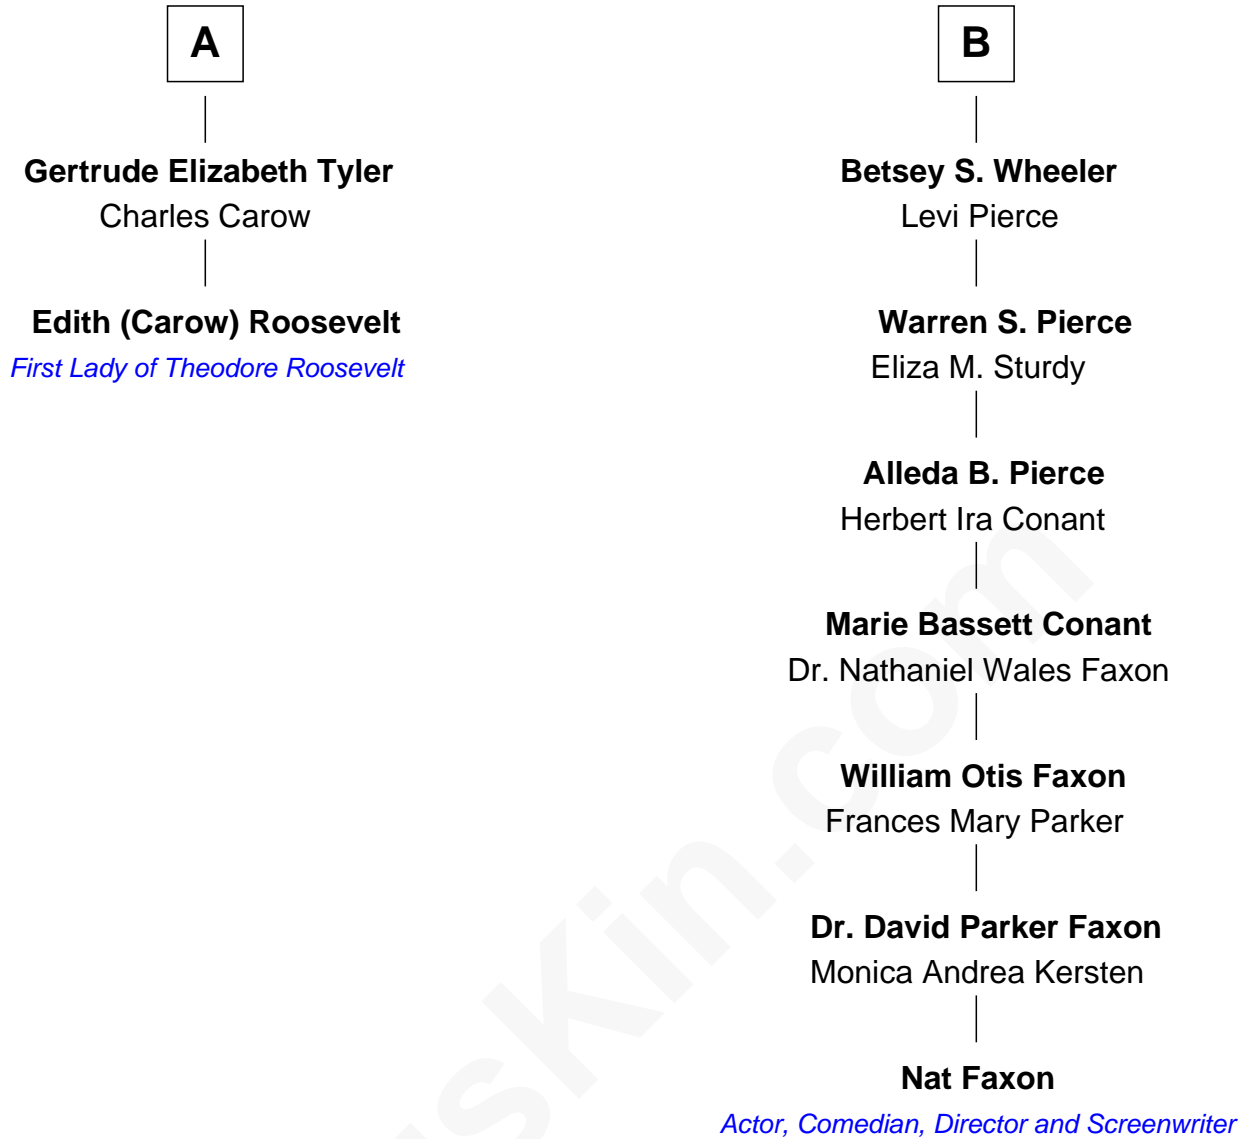 A
Gertrude Elizabeth Tyler
Charles Carow
Edith (Carow) Roosevelt
First Lady of Theodore Roosevelt
B
Betsey S. Wheeler
Levi Pierce
Warren S. Pierce
Eliza M. Sturdy
Alleda B. Pierce
Herbert Ira Conant
Marie Bassett Conant
Dr. Nathaniel Wales Faxon
William Otis Faxon
Frances Mary Parker
Dr. David Parker Faxon
Monica Andrea Kersten
Nat Faxon
Actor, Comedian, Director and Screenwriter